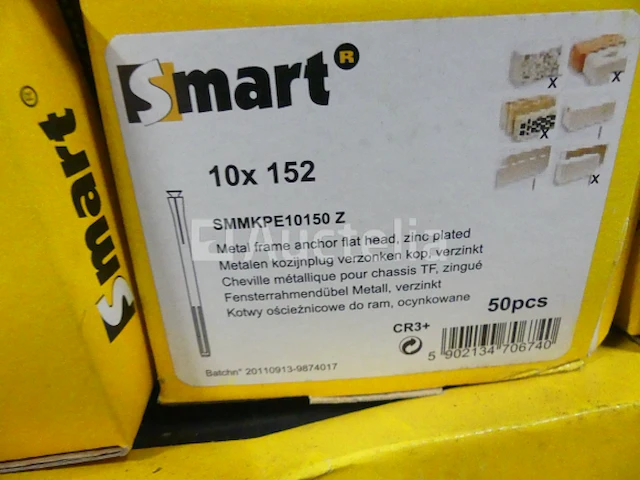 Smart®
10x 152
SMMKPE10150 Z
Auctelia
Metal frame anchor flat head, zinc plated
Metalen kozijnplug verzonken kop, verzinkt
Cheville métallique pour chassis TF, zingué
Fensterrahmendübel Metall, verzinkt
Kotwy ościeżnicowe do ram, ocynkowane
50pcs
CR3+
5 902134 706740
Batchn° 20110913-9874017
x
x
x
x
Smart®